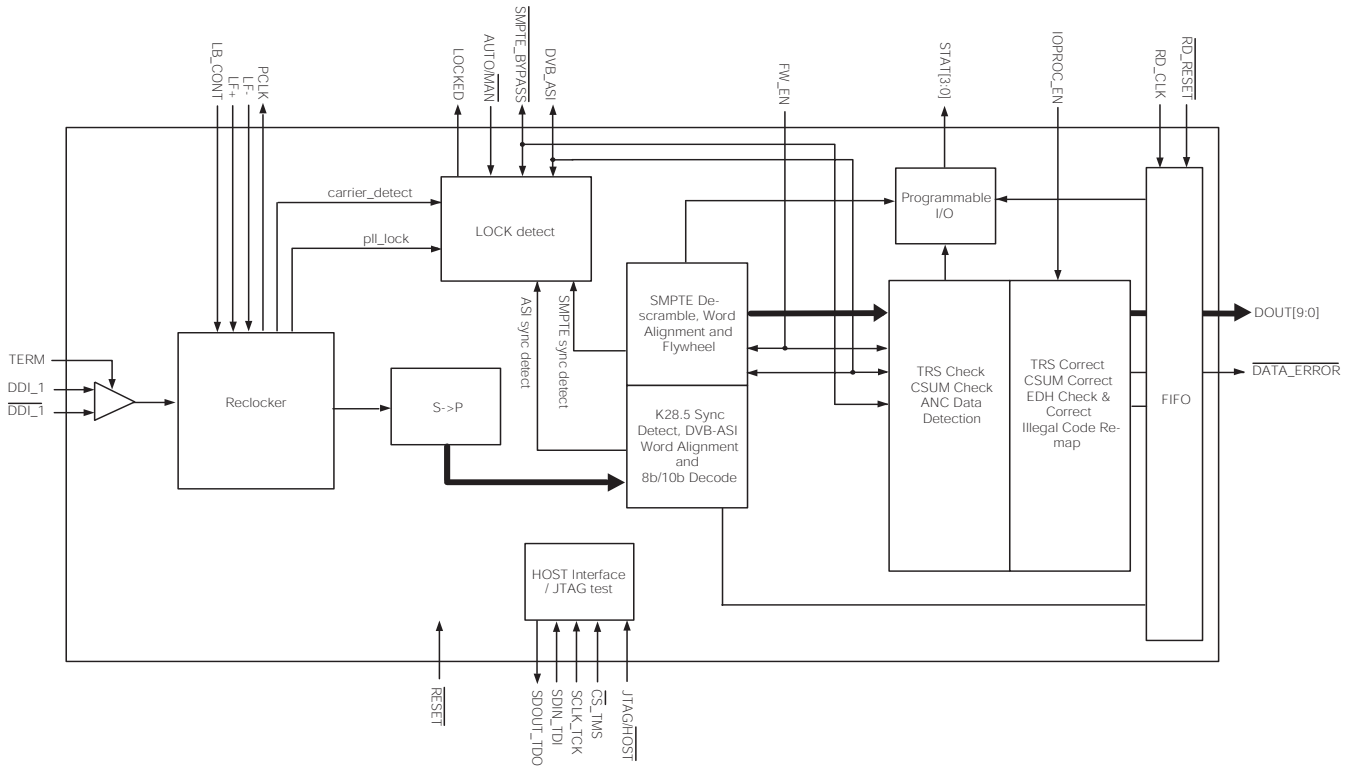 LB_CONT
LF+
LF-
PCLK
LOCKED
AUTO/MAN
SMPTE_BYPASS
DVB_ASI
FW_EN
STAT[3:0]
IOPROC_EN
RD_CLK
RD_RESET
carrier_detect
pll_lock
LOCK detect
Programmable
I/O
ASI sync detect
SMPTE sync detect
SMPTE De-
scramble, Word
Alignment and
Flywheel
K28.5 Sync
Detect, DVB-ASI
Word Alignment
and
8b/10b Decode
TERM
DDI_1
DDI_1
Reclocker
S->P
TRS Check
CSUM Check
ANC Data
Detection
TRS Correct
CSUM Correct
EDH Check &
Correct
Illegal Code Re-
map
FIFO
DOUT[9:0]
DATA_ERROR
HOST Interface
/ JTAG test
RESET
SDOUT_TDO
SDIN_TDI
SCLK_TCK
CS_TMS
JTAG/HOST